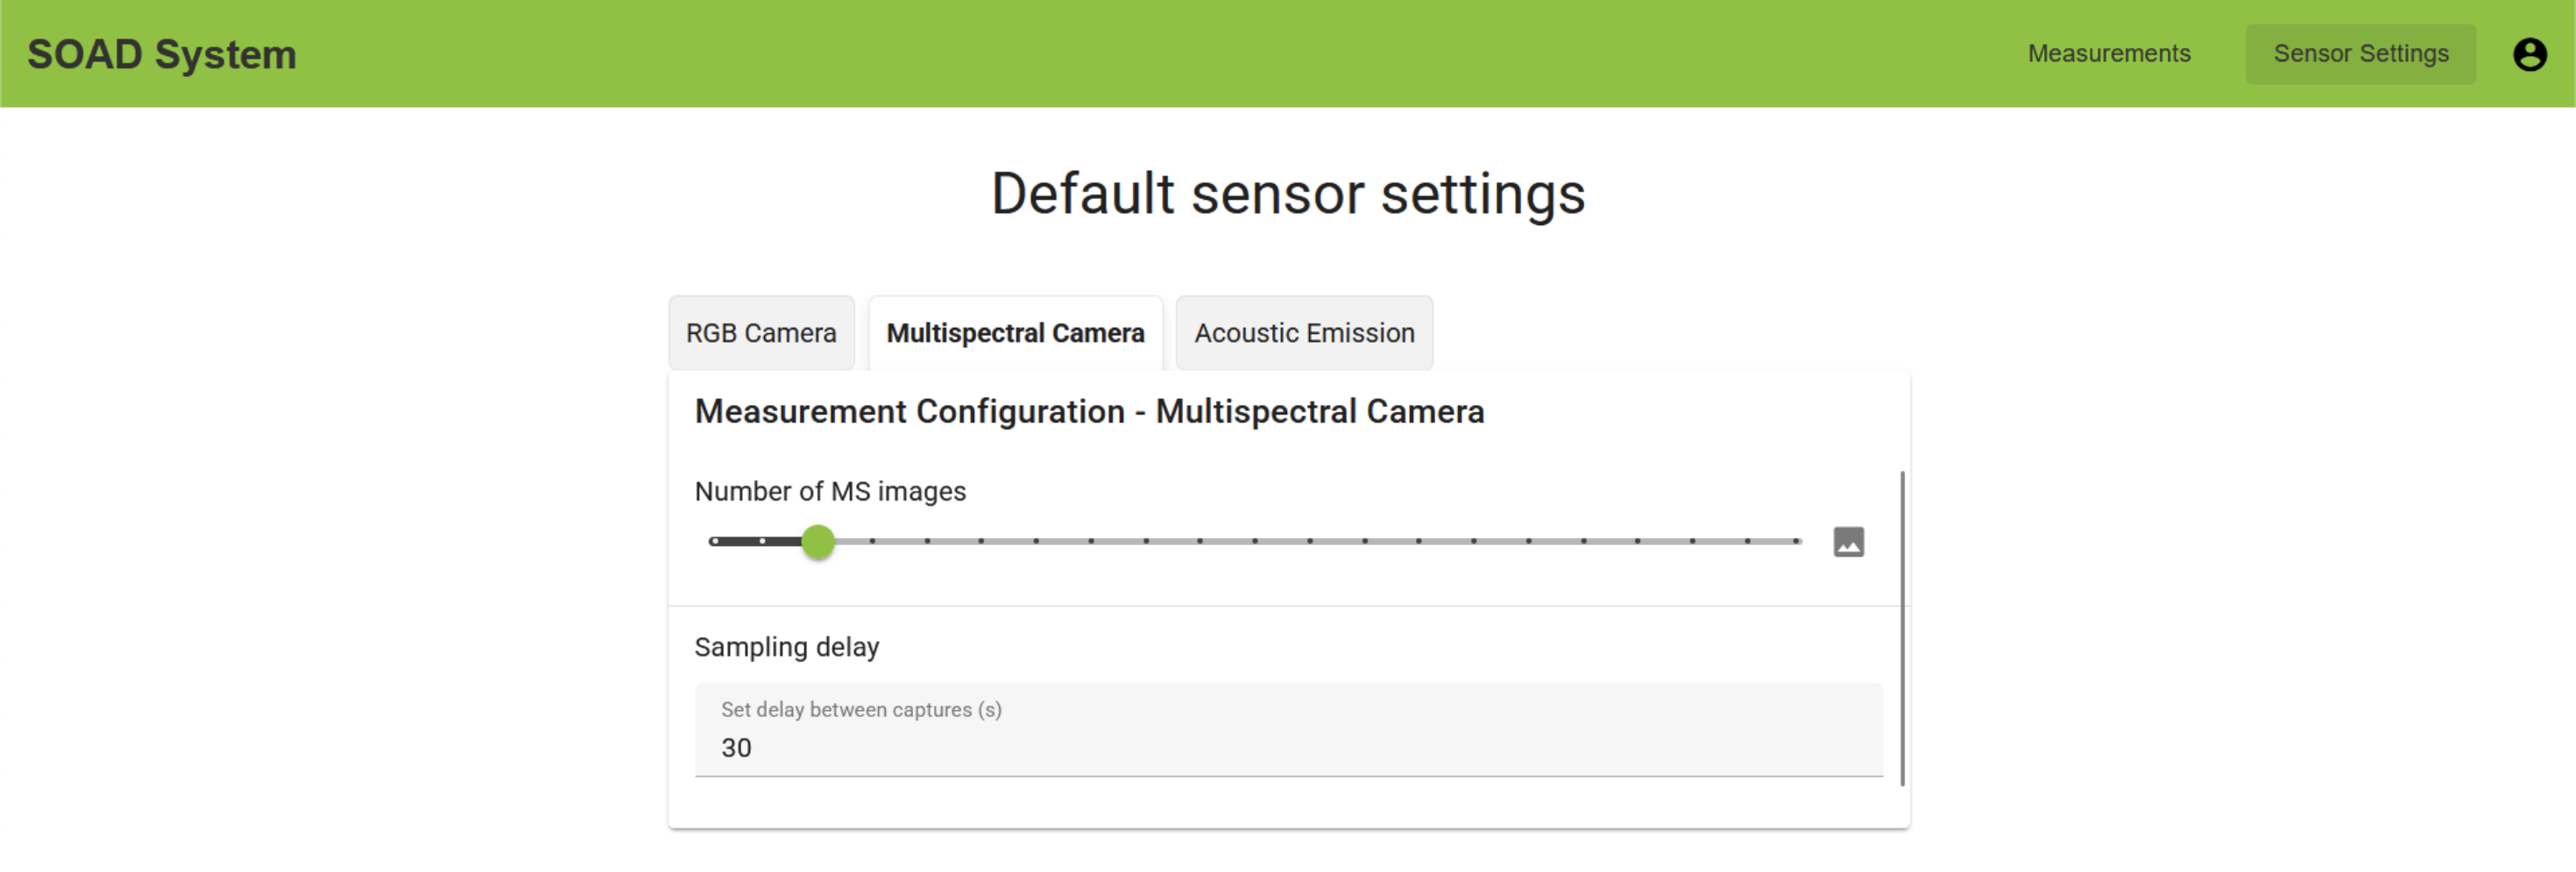 SOAD System
Measurements
Sensor Settings
Default sensor settings
RGB Camera
Multispectral Camera
Acoustic Emission
Measurement Configuration - Multispectral Camera
Number of MS images
Sampling delay
Set delay between captures (s)
30